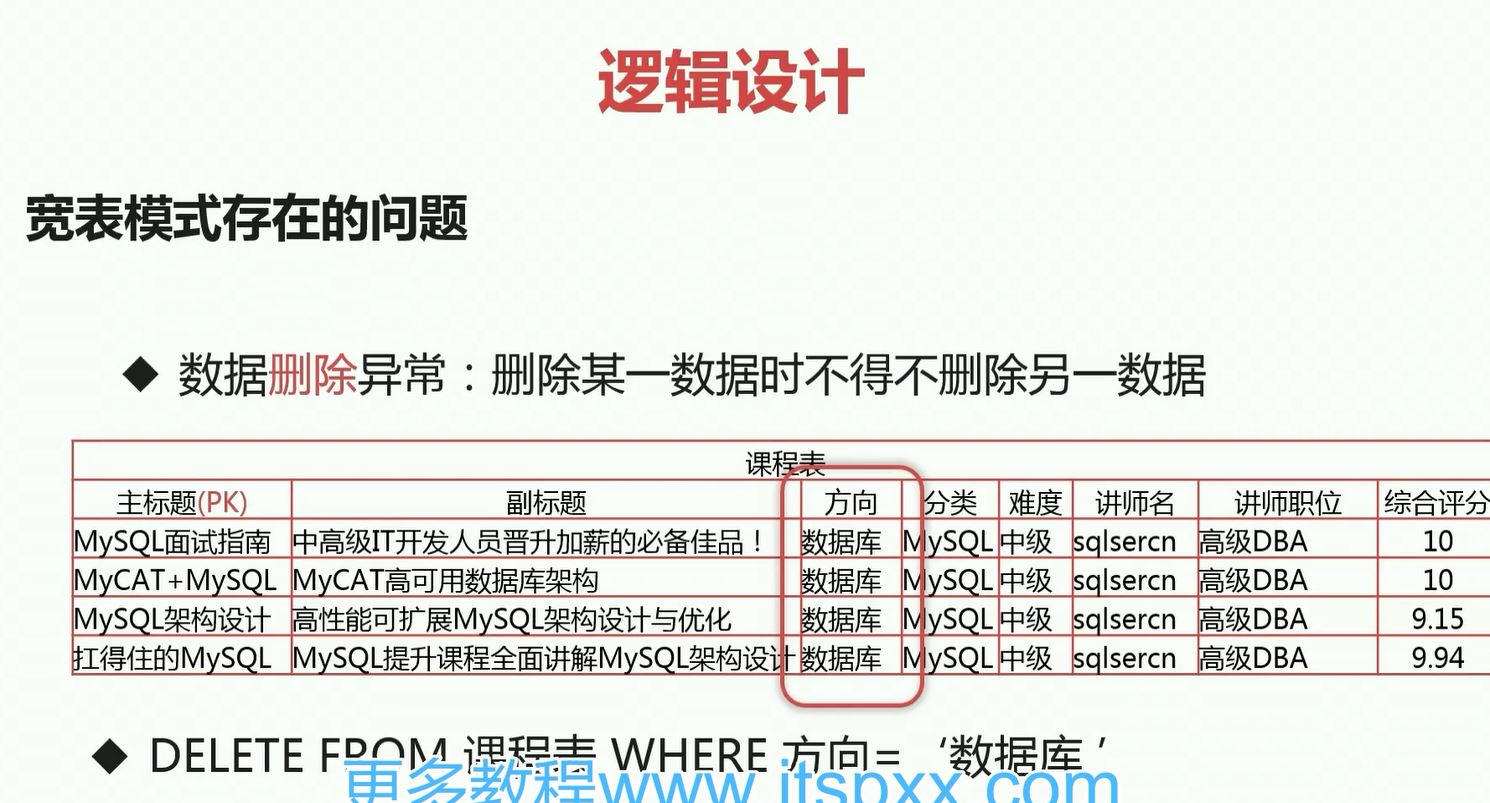 逻辑设计
宽表模式存在的问题
◆ 数据删除异常：删除某一数据时不得不删除另一数据
课程表
主标题(PK) 副标题 方向 分类 难度 讲师名 讲师职位 综合评分
MySQL面试指南 中高级IT开发人员晋升加薪的必备佳品！ 数据库 MySQL 中级 sqlsercn 高级DBA 10
MyCAT+MySQL MyCAT高可用数据库架构 数据库 MySQL 中级 sqlsercn 高级DBA 10
MySQL架构设计 高性能可扩展MySQL架构设计与优化 数据库 MySQL 中级 sqlsercn 高级DBA 9.15
扛得住的MySQL MySQL提升课程全面讲解MySQL架构设计 数据库 MySQL 中级 sqlsercn 高级DBA 9.94
◆ DELETE FROM 课程表 WHERE 方向= ‘数据库 ’
更多教程www.itspxx.com